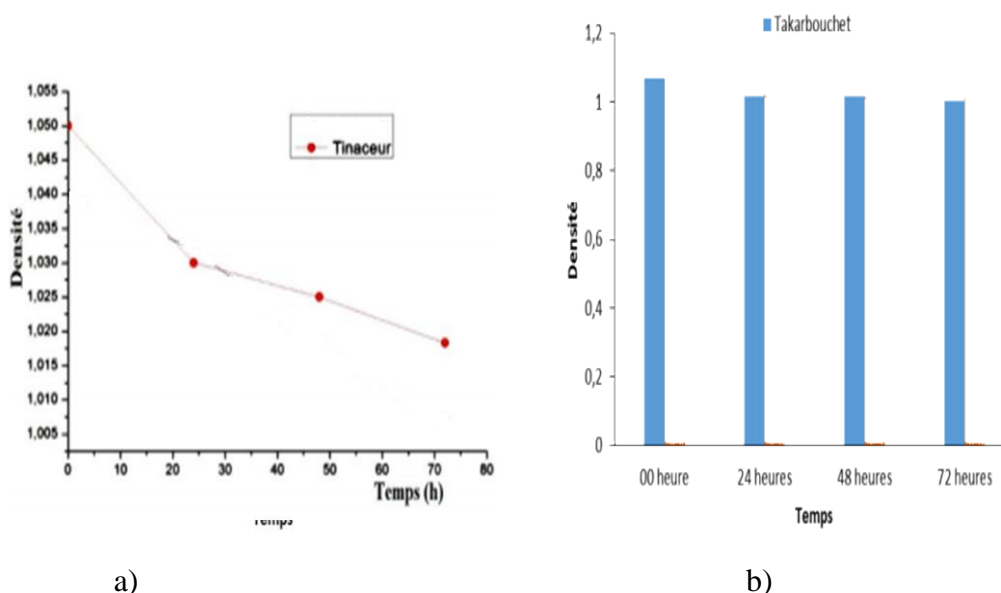 Densité
1,055
1,050
1,045
1,040
1,035
1,030
1,025
1,020
1,015
1,010
1,005
Tinaceur
0 10 20 30 40 50 60 70 80
Temps (h)
Temps
a)
Takarbouchet
Densité
1,2
1
0,8
0,6
0,4
0,2
0
00 heure 24 heures 48 heures 72 heures
Temps
b)